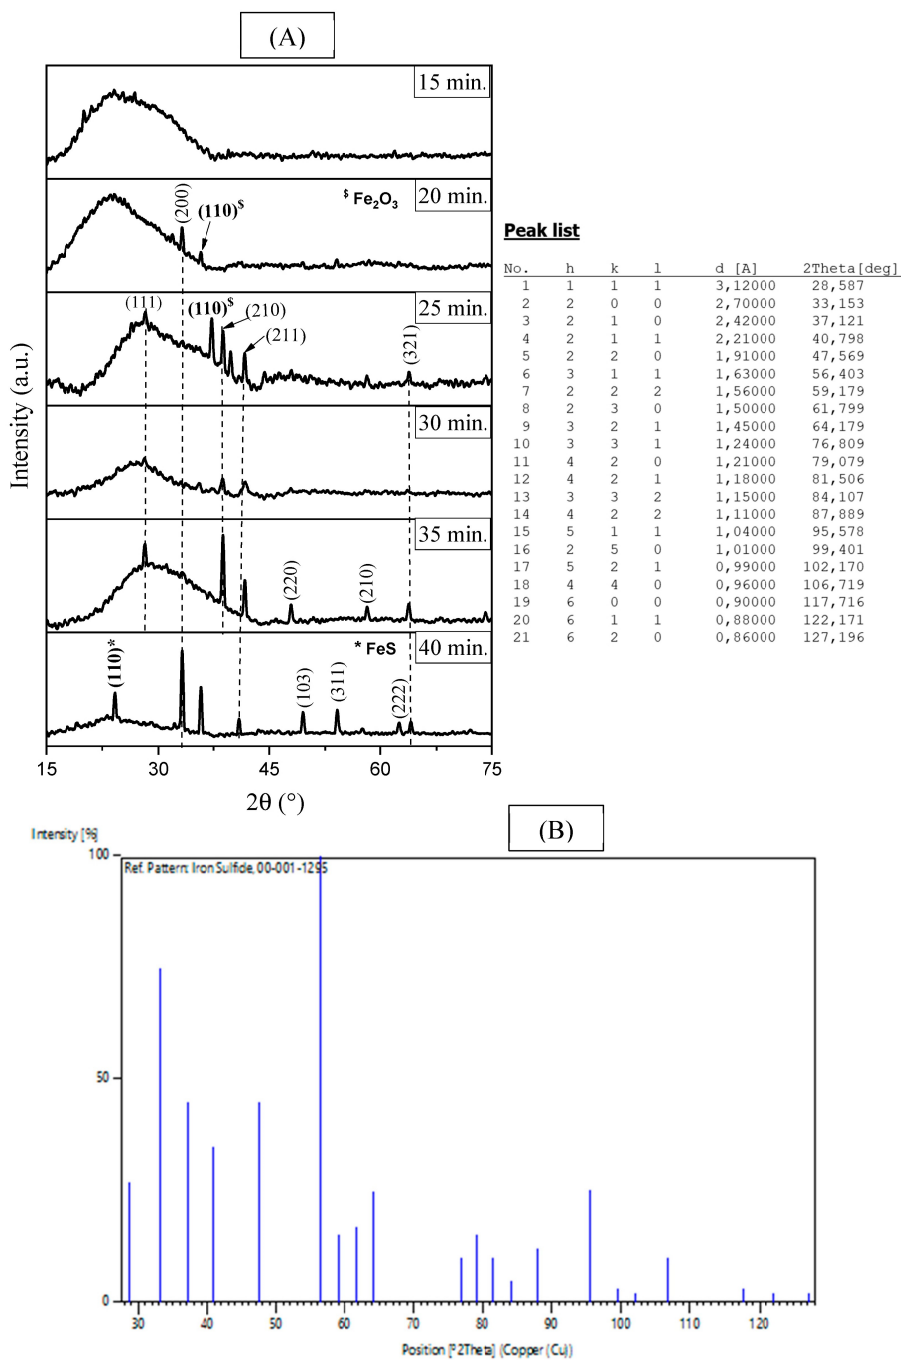 (A)
15 min.
(200)
(110)$
$ Fe2O3
20 min.
(111)
(110)$
(210)
(211)
(321)
25 min.
30 min.
35 min.
(220)
(210)
(110)*
* FeS
40 min.
(103)
(311)
(222)
Intensity (a.u.)
15 30 45 60 75
2θ (°)
Peak list
No. h k l d [A] 2Theta[deg]
1 1 1 1 3,12000 28,587
2 2 0 0 2,70000 33,153
3 2 1 0 2,42000 37,121
4 2 1 1 2,21000 40,798
5 2 2 0 1,91000 47,569
6 3 1 1 1,63000 56,403
7 2 2 2 1,56000 59,179
8 2 3 0 1,50000 61,799
9 3 2 1 1,45000 64,179
10 3 3 1 1,24000 76,809
11 4 2 0 1,21000 79,079
12 4 2 1 1,18000 81,506
13 3 3 2 1,15000 84,107
14 4 2 2 1,11000 87,889
15 5 1 1 1,04000 95,578
16 2 5 0 1,01000 99,401
17 5 2 1 0,99000 102,170
18 4 4 0 0,96000 106,719
19 6 0 0 0,90000 117,716
20 6 1 1 0,88000 122,171
21 6 2 0 0,86000 127,196
(B)
Intensity [%]
100
Ref. Pattern: Iron Sulfide, 00-001-1295
50
0
30 40 50 60 70 80 90 100 110 120
Position [°2Theta] (Copper (Cu))